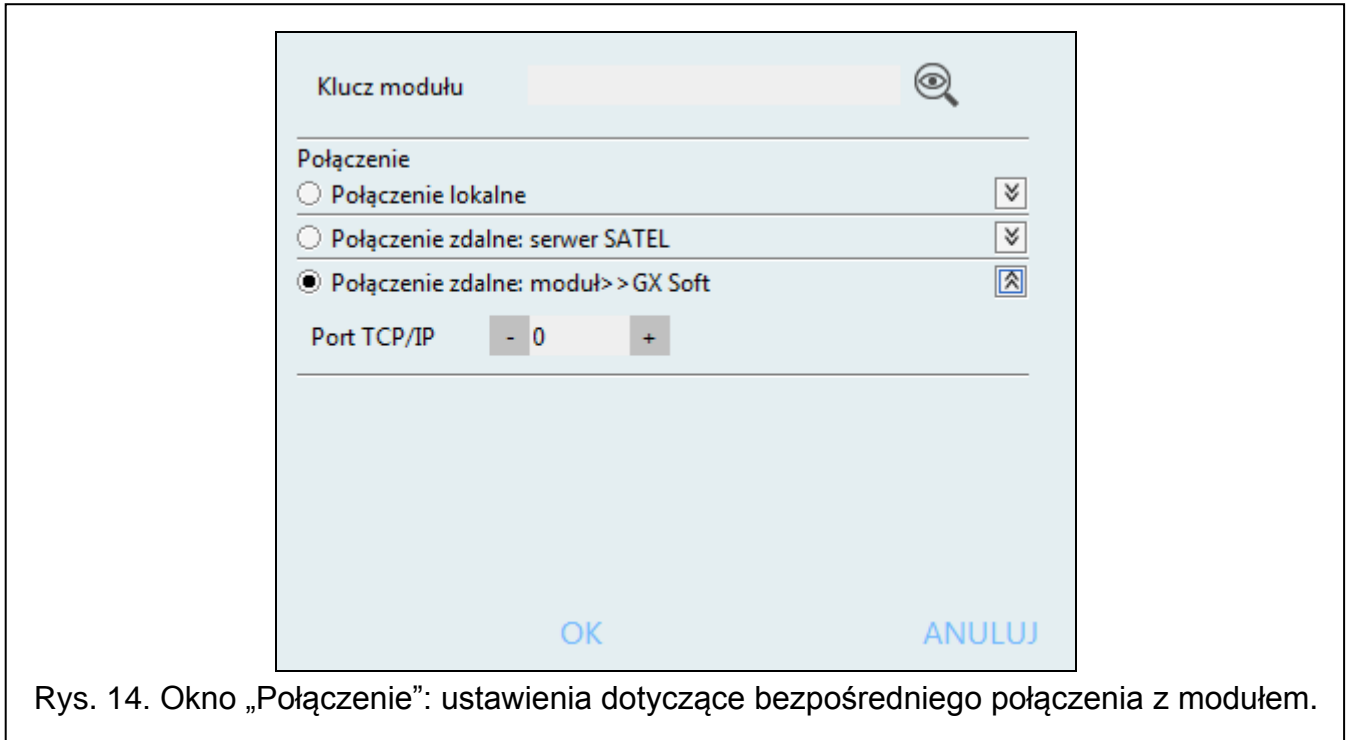 Klucz modułu
Połączenie
Połączenie lokalne
Połączenie zdalne: serwer SATEL
Połączenie zdalne: moduł>>GX Soft
Port TCP/IP - 0 +
OK ANULUJ
Rys. 14. Okno „Połączenie”: ustawienia dotyczące bezpośredniego połączenia z modułem.